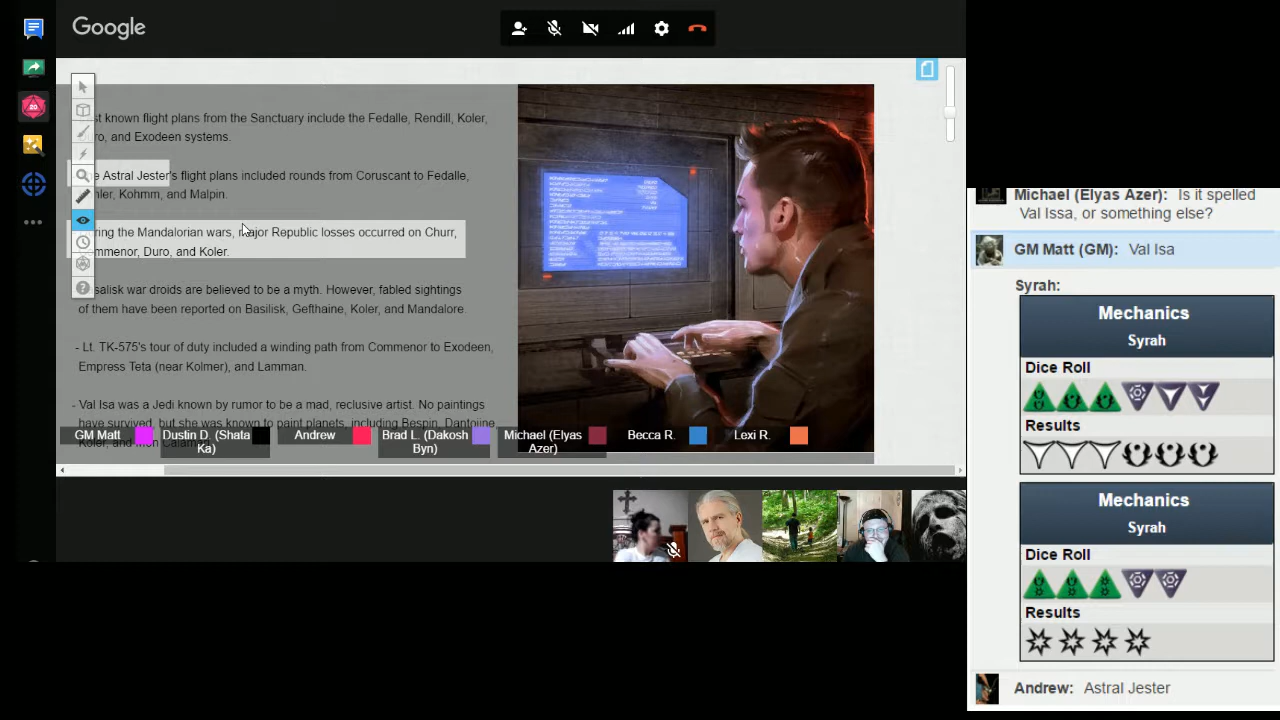 Google
known flight plans from the Sanctuary include the Fedalle, Rendill, Koler,
and Exodeen systems.
Astral Jester's flight plans included rounds from Coruscant to Fedalle,
Kohmm, and Malpin.
the Mandalorian wars, major Republic losses occurred on Churr,
Duro, and Koler.
war droids are believed to be a myth. However, fabled sightings
of them have been reported on Basilisk, Gefthaine, Koler, and Mandalore.
- Lt. TK-575's tour of duty included a winding path from Commenor to Exodeen,
Empress Teta (near Kolmer), and Lamman.
- Val Isa was a Jedi known by rumor to be a mad, reclusive artist. No paintings
have survived, but she was known to paint planets, including Bespin, Dantooine,
Koler, and Mon
GM Matt
Dustin D. (Shata
Ka)
Andrew
Brad L. (Dakosh
Byn)
Michael (Elyas
Azer)
Becca R.
Lexi R.
Michael (Elyas Azer): Is it spelled
Val Issa, or something else?
GM Matt (GM): Val Isa
Syrah:
Mechanics
Syrah
Dice Roll
Results
Mechanics
Syrah
Dice Roll
Results
Andrew: Astral Jester